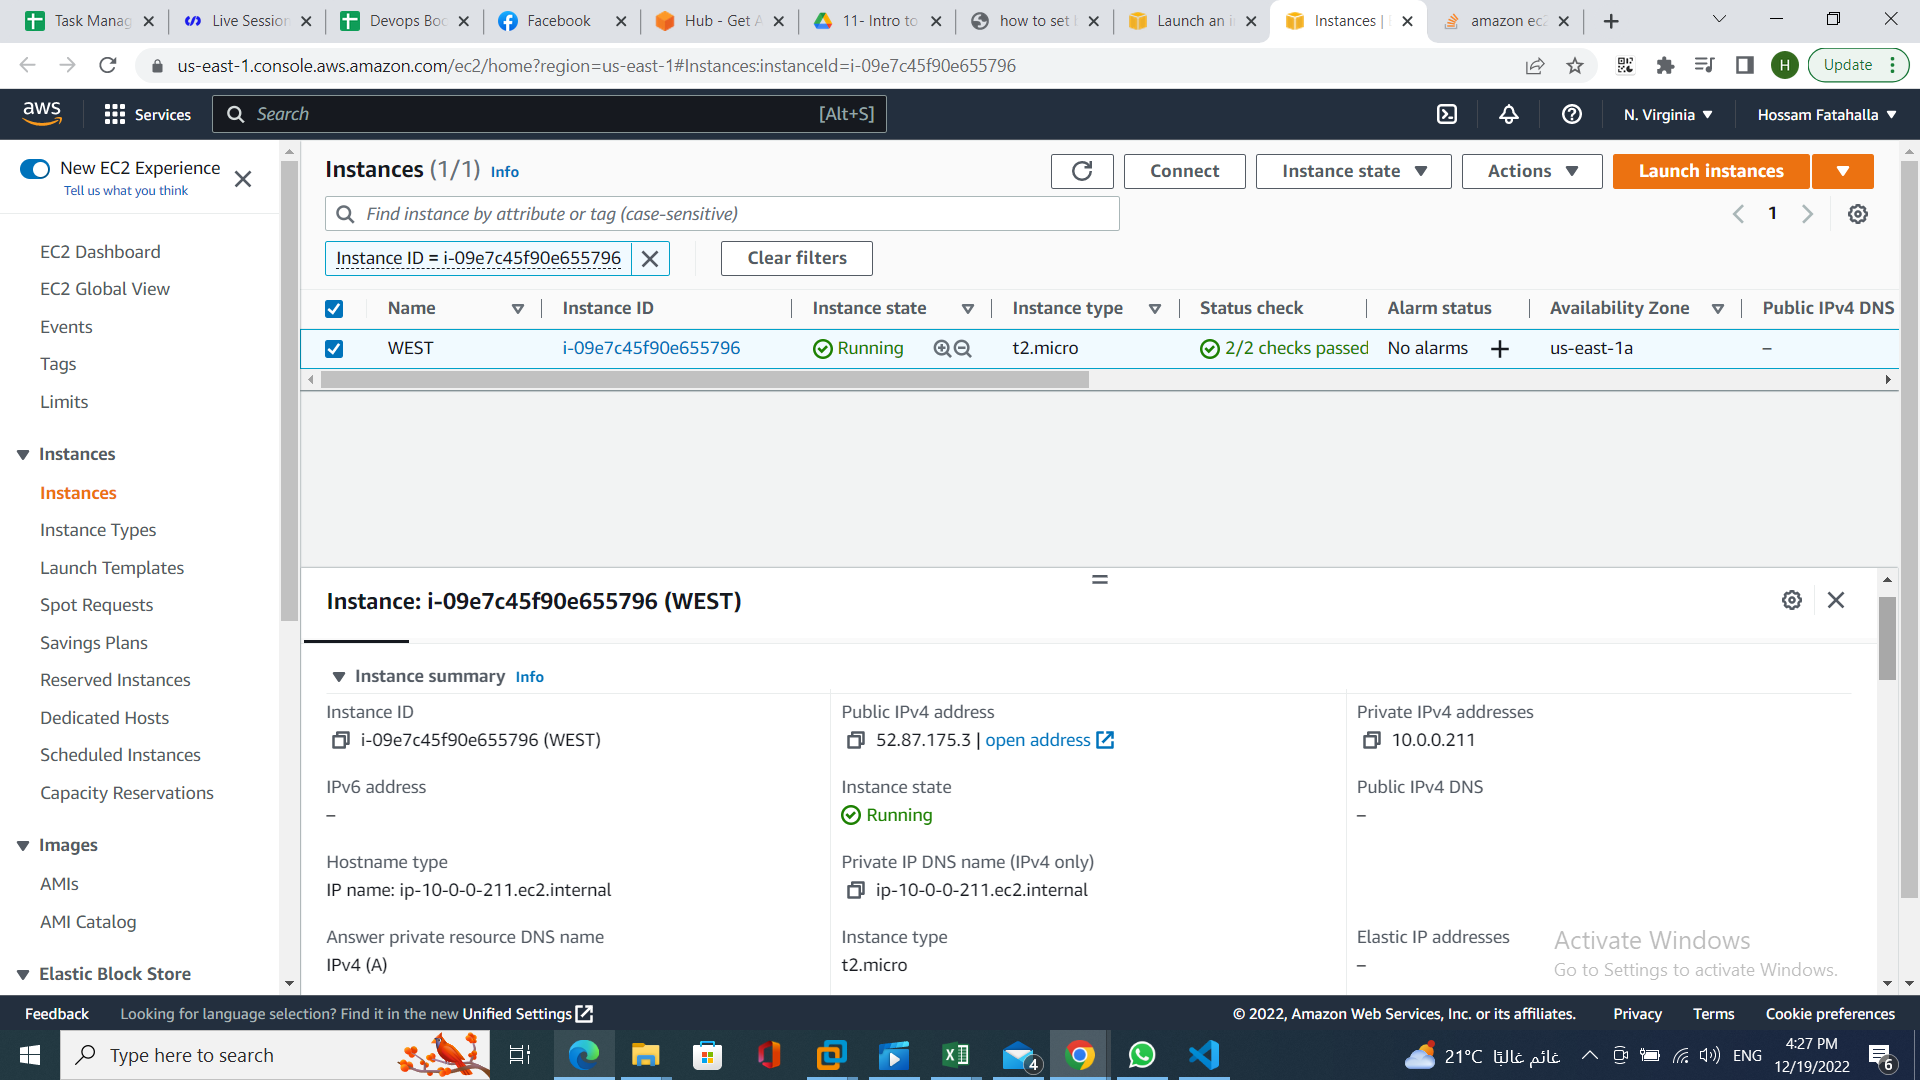 Task Manag
Live Session
Devops Boo
Facebook
Hub - Get A
11- Intro to
how to set
Launch an i
Instances |
amazon ec2
us-east-1.console.aws.amazon.com/ec2/home?region=us-east-1#Instances:instanceId=i-09e7c45f90e655796
H
Update
aws
Services
Search
[Alt+S]
N. Virginia
Hossam Fatahalla
New EC2 Experience
Tell us what you think
EC2 Dashboard
EC2 Global View
Events
Tags
Limits
Instances
Instances
Instance Types
Launch Templates
Spot Requests
Savings Plans
Reserved Instances
Dedicated Hosts
Scheduled Instances
Capacity Reservations
Images
AMIs
AMI Catalog
Elastic Block Store
Instances (1/1) Info
Connect
Instance state
Actions
Launch instances
Find instance by attribute or tag (case-sensitive)
1
Instance ID = i-09e7c45f90e655796
Clear filters
Name
Instance ID
Instance state
Instance type
Status check
Alarm status
Availability Zone
Public IPv4 DNS
WEST
i-09e7c45f90e655796
Running
t2.micro
2/2 checks passed
No alarms
us-east-1a
–
Instance: i-09e7c45f90e655796 (WEST)
Instance summary Info
Instance ID
i-09e7c45f90e655796 (WEST)
Public IPv4 address
52.87.175.3 | open address
Private IPv4 addresses
10.0.0.211
IPv6 address
–
Instance state
Running
Public IPv4 DNS
–
Hostname type
IP name: ip-10-0-0-211.ec2.internal
Private IP DNS name (IPv4 only)
ip-10-0-0-211.ec2.internal
Answer private resource DNS name
IPv4 (A)
Instance type
t2.micro
Elastic IP addresses
–
Activate Windows
Go to Settings to activate Windows.
Feedback
Looking for language selection? Find it in the new Unified Settings
© 2022, Amazon Web Services, Inc. or its affiliates.
Privacy
Terms
Cookie preferences
Type here to search
4
21°C غائم غالبًا
ENG
4:27 PM
12/19/2022
6